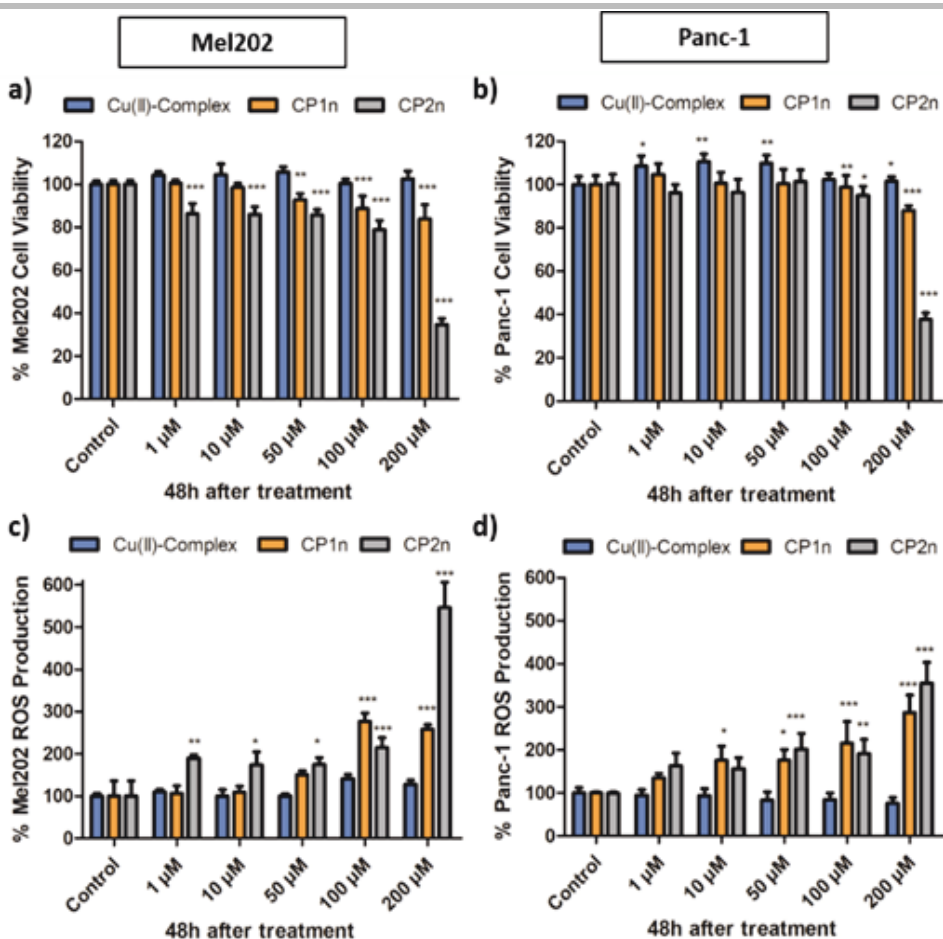 Mel202
Panc-1
a)
Cu(II)-Complex CP1n CP2n
% Mel202 Cell Viability
120
100
80
60
40
20
0
*** *** ** *** *** *** *** ***
Control 1 µM 10 µM 50 µM 100 µM 200 µM
48h after treatment
b)
Cu(II)-Complex CP1n CP2n
% Panc-1 Cell Viability
120
100
80
60
40
20
0
* ** ** ** * * *** ***
Control 1 µM 10 µM 50 µM 100 µM 200 µM
48h after treatment
c)
Cu(II)-Complex CP1n CP2n
% Mel202 ROS Production
600
500
400
300
200
100
0
** * * *** *** *** ***
Control 1 µM 10 µM 50 µM 100 µM 200 µM
48h after treatment
d)
Cu(II)-Complex CP1n CP2n
% Panc-1 ROS Production
600
500
400
300
200
100
0
* * *** *** ** *** ***
Control 1 µM 10 µM 50 µM 100 µM 200 µM
48h after treatment